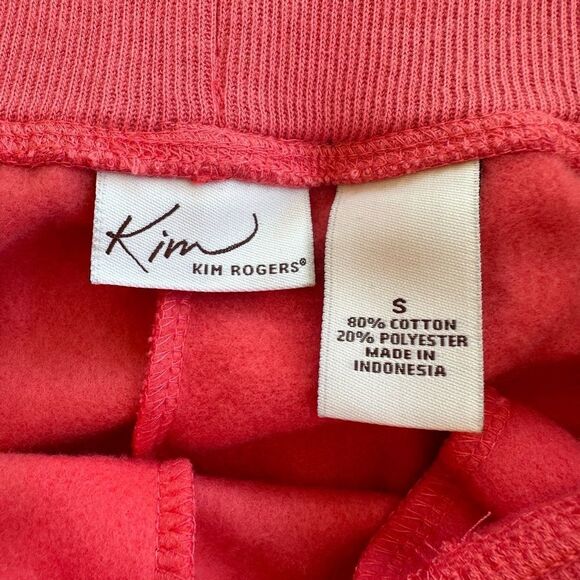 Kim
KIM ROGERS®
S
80% COTTON
20% POLYESTER
MADE IN
INDONESIA